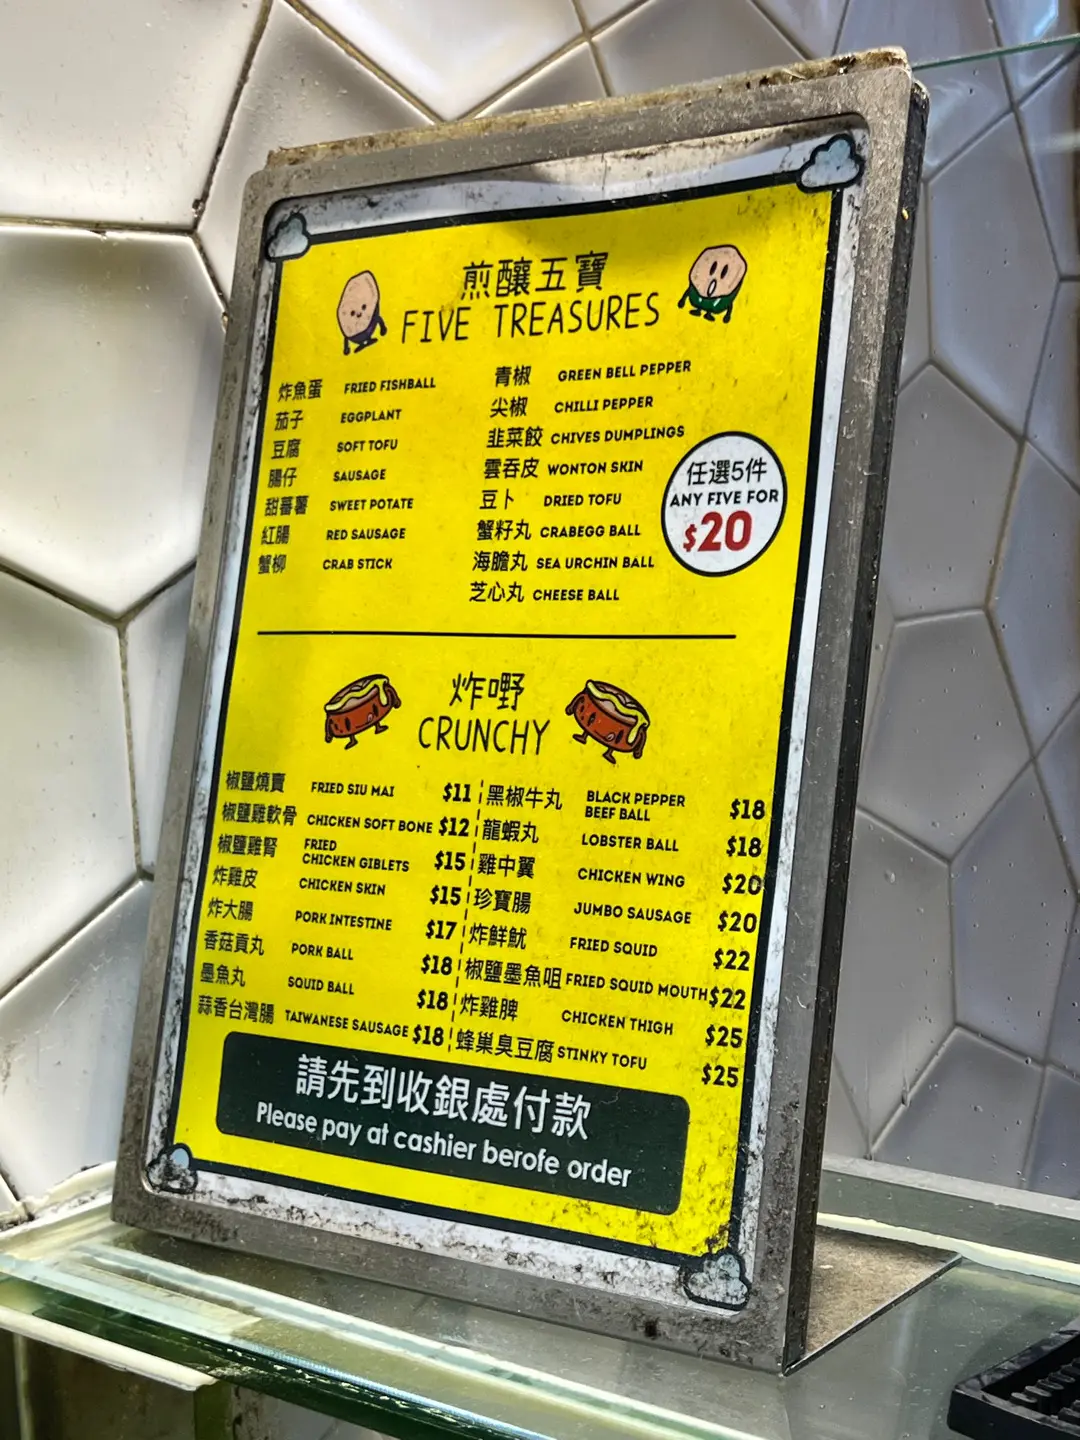 煎釀五寶
FIVE TREASURES
炸魚蛋 FRIED FISHBALL
茄子 EGGPLANT
豆腐 SOFT TOFU
腸仔 SAUSAGE
甜蕃薯 SWEET POTATE
紅腸 RED SAUSAGE
蟹柳 CRAB STICK
青椒 GREEN BELL PEPPER
尖椒 CHILLI PEPPER
韭菜餃 CHIVES DUMPLINGS
雲吞皮 WONTON SKIN
豆卜 DRIED TOFU
蟹籽丸 CRABEGG BALL
海膽丸 SEA URCHIN BALL
芝心丸 CHEESE BALL
任選5件
ANY FIVE FOR
$20
炸嘢
CRUNCHY
椒鹽燒賣 FRIED SIU MAI $11
椒鹽雞軟骨 CHICKEN SOFT BONE $12
椒鹽雞腎 FRIED
CHICKEN GIBLETS $15
炸雞皮 CHICKEN SKIN $15
炸大腸 PORK INTESTINE $17
香菇貢丸 PORK BALL $18
墨魚丸 SQUID BALL $18
蒜香台灣腸 TAIWANESE SAUSAGE $18
黑椒牛丸 BLACK PEPPER
BEEF BALL $18
龍蝦丸 LOBSTER BALL $18
雞中翼 CHICKEN WING $20
珍寶腸 JUMBO SAUSAGE $20
炸鮮魷 FRIED SQUID $22
椒鹽墨魚咀 FRIED SQUID MOUTH $22
炸雞脾 CHICKEN THIGH $25
蜂巢臭豆腐 STINKY TOFU $25
請先到收銀處付款
Please pay at cashier berofe order